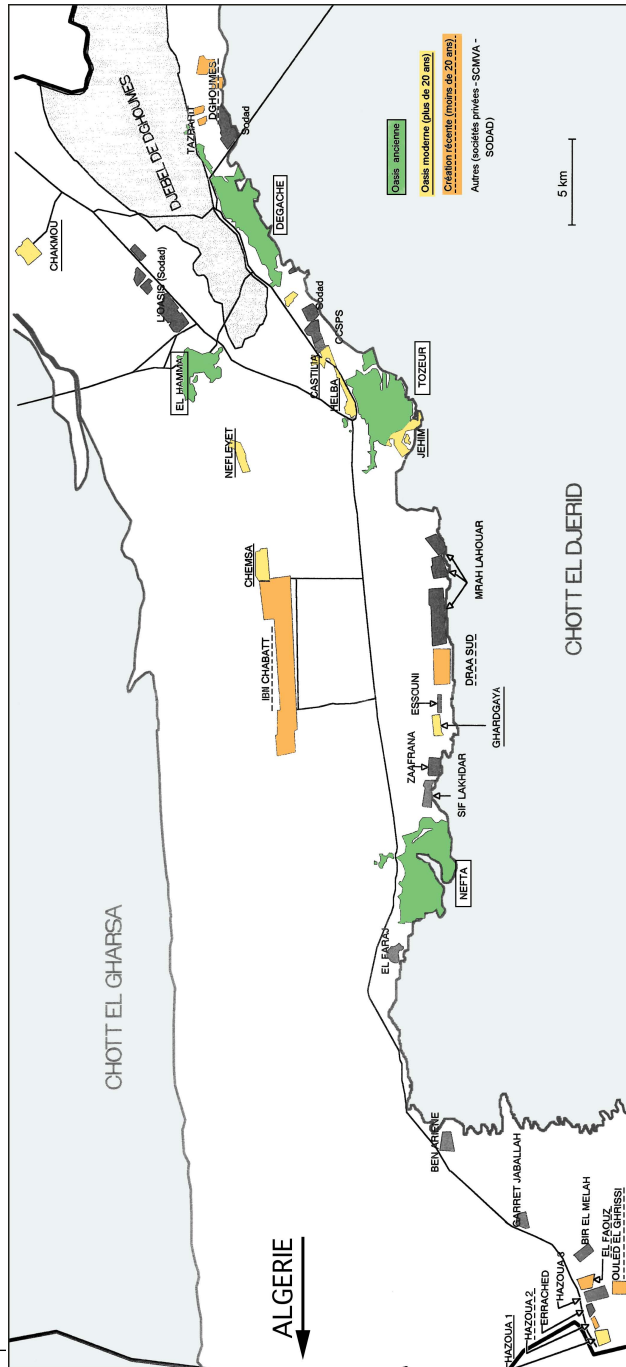 CHOTT EL GHARSA
CHAKMOU
DJEBEL DE DGHOUMES
TAZRARIT
DGHOUMES
Sodad
L'OASIS (Sodad)
DEGACHE
EL HAMMA
Sodad
CCSPS
CASTILIA
HELBA
TOZEUR
JEHIM
NEFLEYET
CHEMSA
IBN CHABATT
MRAH LAHOUAR
DRAA SUD
ESSOUNI
GHARDGAYA
ZAAFRANA
SIF LAKHDAR
NEFTA
EL FARAJ
CHOTT EL DJERID
BEN ARIENE
GARRET JABALLAH
BIR EL MELAH
EL FAOUZ
OULED EL GHRISSI
HAZOUA 3
ERRACHED
HAZOUA 2
HAZOUA 1
ALGERIE
Oasis ancienne
Oasis moderne (plus de 20 ans)
Création récente (moins de 20 ans)
Autres (sociétés privées - SCMVA -
SODAD)
5 km